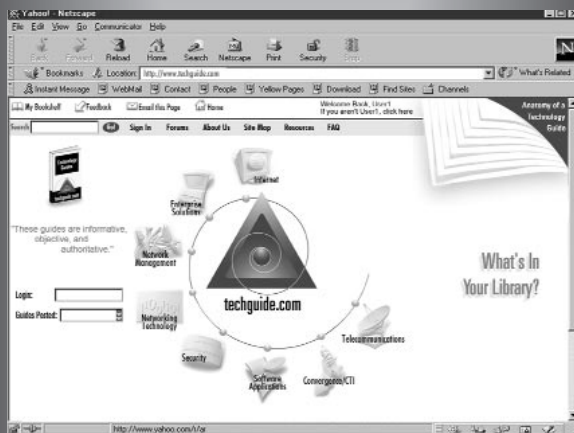 Yahoo! - Netscape
File Edit View Go Communicator Help
Back Forward Reload Home Search Netscape Print Security Stop
Bookmarks Location: http://www.techguide.com What's Related
Instant Message WebMail Contact People Yellow Pages Download Find Sites Channels
My Bookshelf Feedback Email this Page Home
Welcome Back, User1
If you aren't User1, click here
Search Go! Sign In Forums About Us Site Map Resources FAQ
Anatomy of a
Technology
Guide
Technology
Guides
techguide.com
Internet
Enterprise
Solutions
"These guides are informative,
objective, and
authoritative."
Network
Management
What's In
Your Library?
Login:
Guides Posted:
techguide.com
Networking
Technology
Telecommunications
Security
Software
Applications
Convergence/CTI
http://www.yahoo.com/r/ar